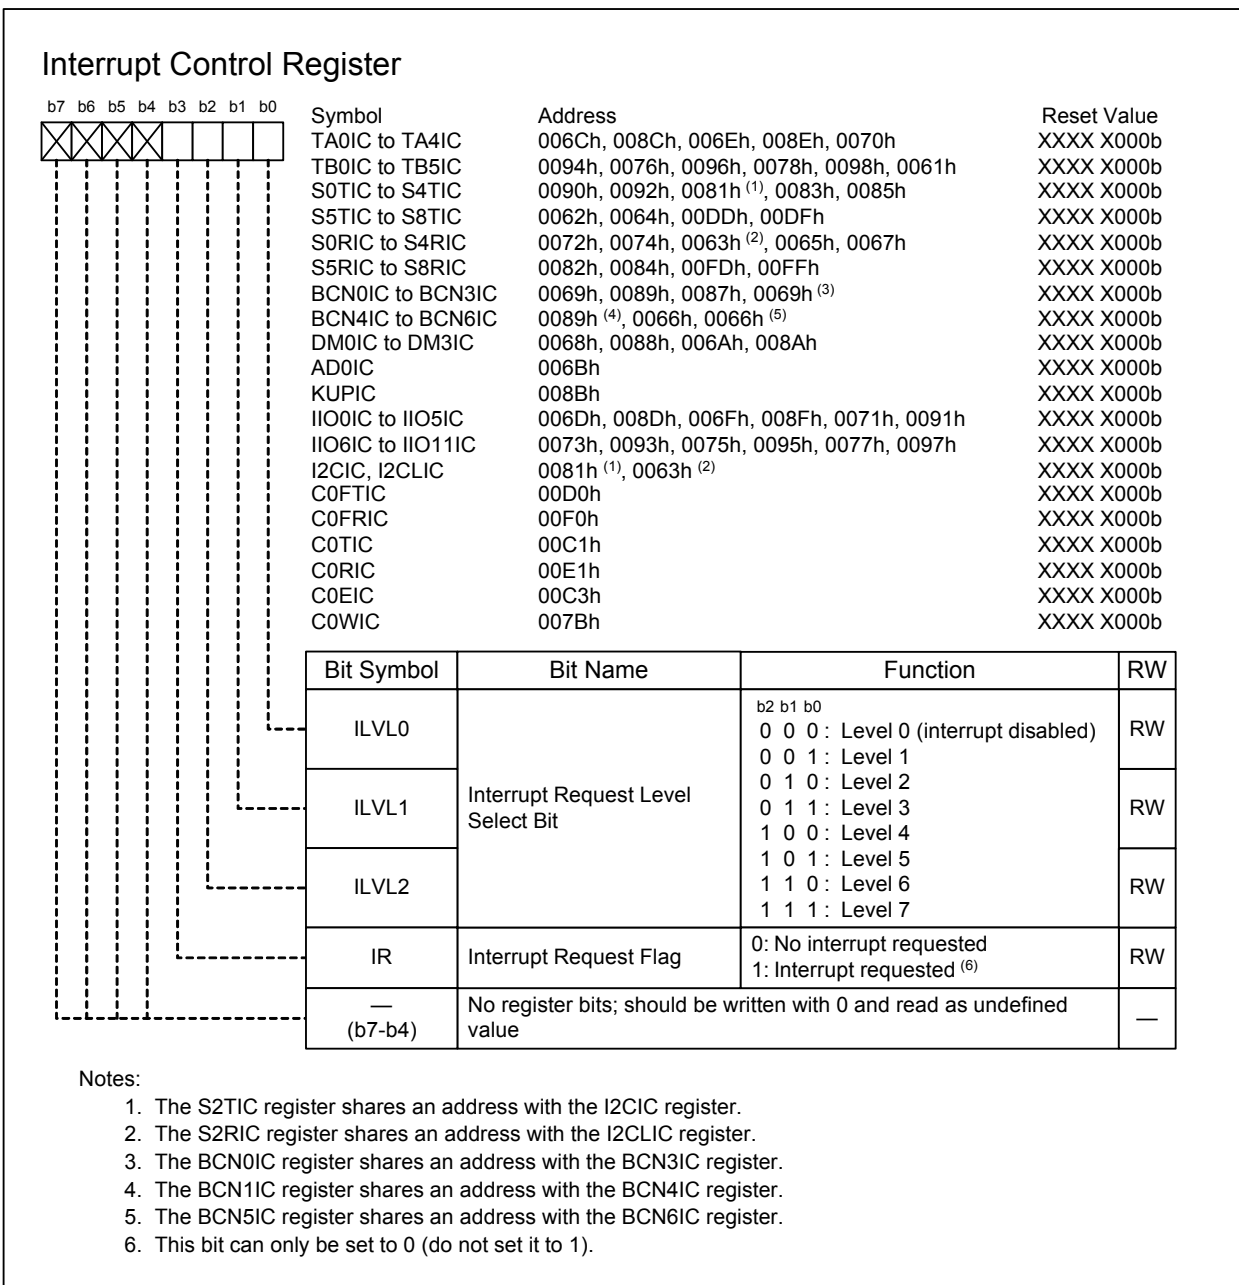 Interrupt Control Register
b7 b6 b5 b4 b3 b2 b1 b0
Symbol Address Reset Value
TA0IC to TA4IC 006Ch, 008Ch, 006Eh, 008Eh, 0070h XXXX X000b
TB0IC to TB5IC 0094h, 0076h, 0096h, 0078h, 0098h, 0061h XXXX X000b
S0TIC to S4TIC 0090h, 0092h, 0081h (1), 0083h, 0085h XXXX X000b
S5TIC to S8TIC 0062h, 0064h, 00DDh, 00DFh XXXX X000b
S0RIC to S4RIC 0072h, 0074h, 0063h (2), 0065h, 0067h XXXX X000b
S5RIC to S8RIC 0082h, 0084h, 00FDh, 00FFh XXXX X000b
BCN0IC to BCN3IC 0069h, 0089h, 0087h, 0069h (3) XXXX X000b
BCN4IC to BCN6IC 0089h (4), 0066h, 0066h (5) XXXX X000b
DM0IC to DM3IC 0068h, 0088h, 006Ah, 008Ah XXXX X000b
AD0IC 006Bh XXXX X000b
KUPIC 008Bh XXXX X000b
IIO0IC to IIO5IC 006Dh, 008Dh, 006Fh, 008Fh, 0071h, 0091h XXXX X000b
IIO6IC to IIO11IC 0073h, 0093h, 0075h, 0095h, 0077h, 0097h XXXX X000b
I2CIC, I2CLIC 0081h (1), 0063h (2) XXXX X000b
C0FTIC 00D0h XXXX X000b
C0FRIC 00F0h XXXX X000b
C0TIC 00C1h XXXX X000b
C0RIC 00E1h XXXX X000b
C0EIC 00C3h XXXX X000b
C0WIC 007Bh XXXX X000b
Bit Symbol Bit Name Function RW
ILVL0
ILVL1
ILVL2
Interrupt Request Level
Select Bit
b2 b1 b0
0 0 0 : Level 0 (interrupt disabled)
0 0 1 : Level 1
0 1 0 : Level 2
0 1 1 : Level 3
1 0 0 : Level 4
1 0 1 : Level 5
1 1 0 : Level 6
1 1 1 : Level 7
RW
RW
RW
IR Interrupt Request Flag
0: No interrupt requested
1: Interrupt requested (6)
RW
—
(b7-b4)
No register bits; should be written with 0 and read as undefined
value
—
Notes:
1. The S2TIC register shares an address with the I2CIC register.
2. The S2RIC register shares an address with the I2CLIC register.
3. The BCN0IC register shares an address with the BCN3IC register.
4. The BCN1IC register shares an address with the BCN4IC register.
5. The BCN5IC register shares an address with the BCN6IC register.
6. This bit can only be set to 0 (do not set it to 1).